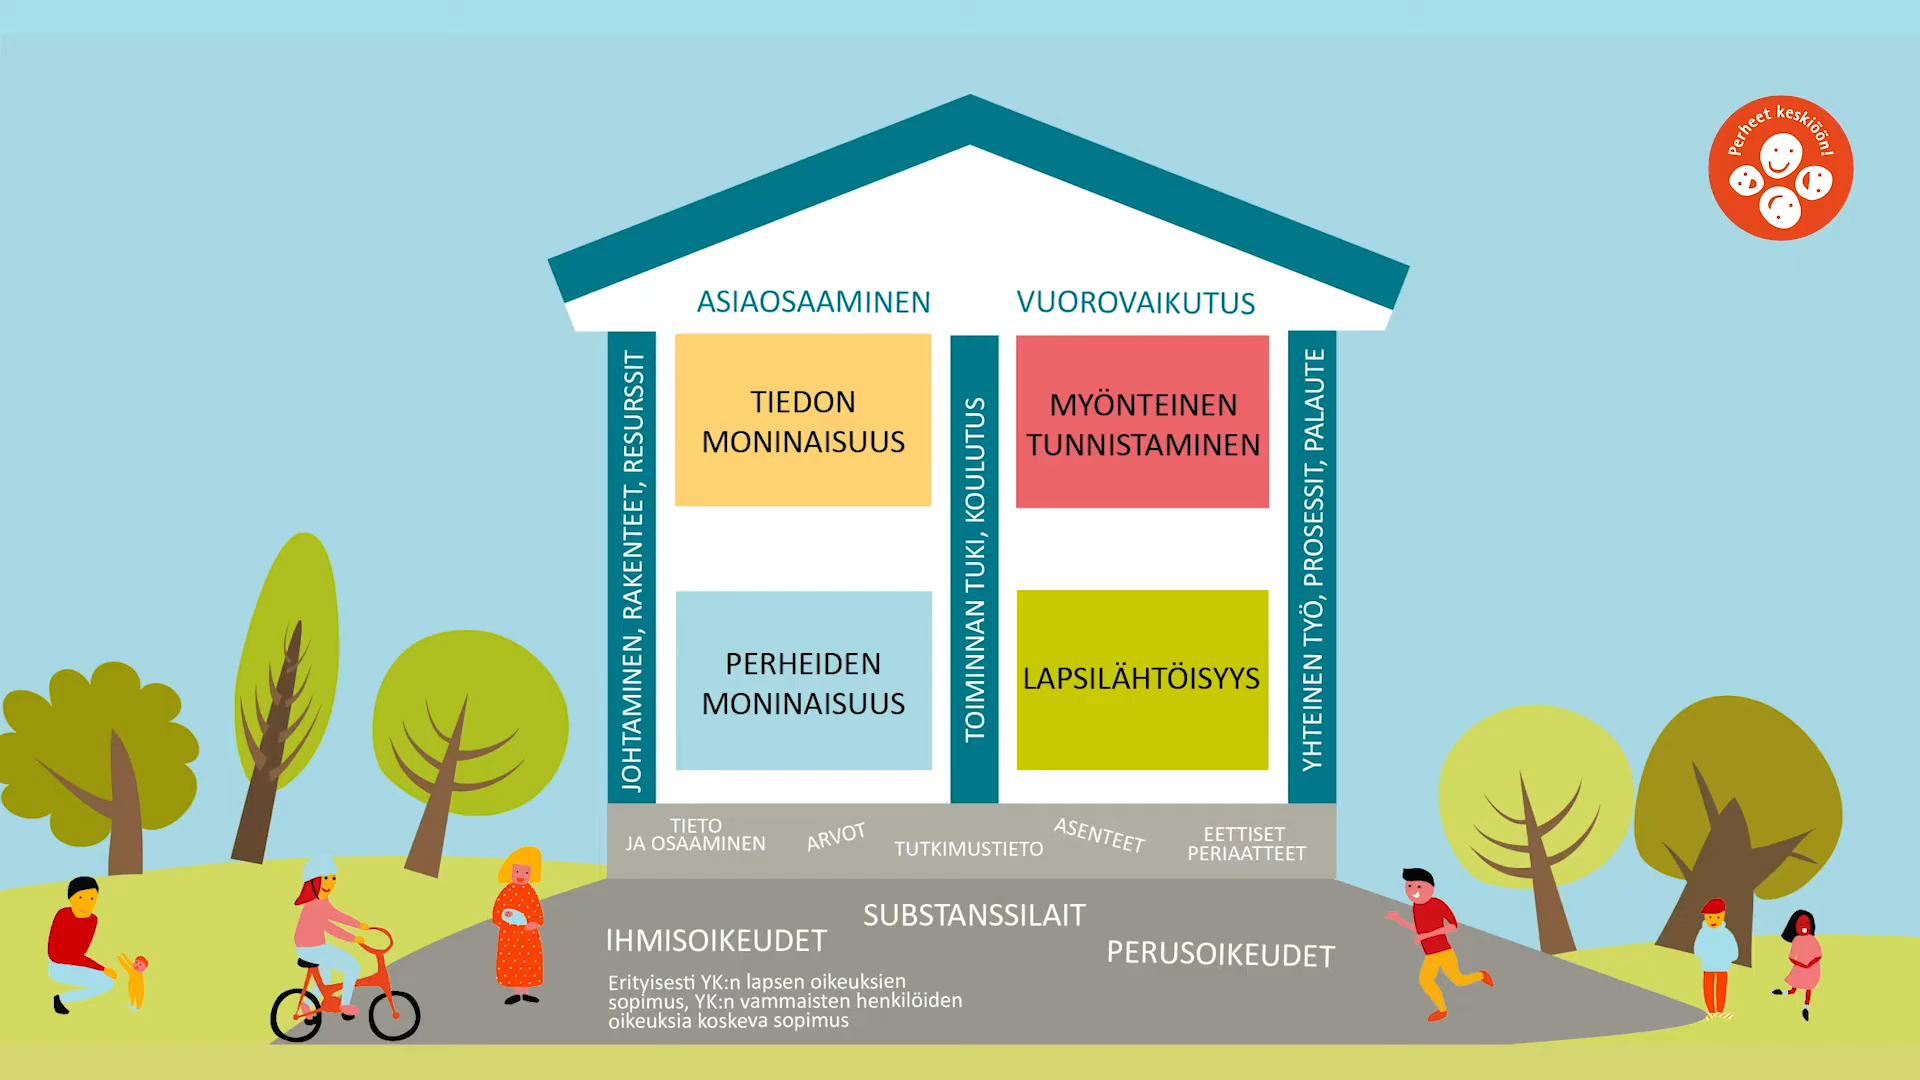 Perheet keskiöön!
ASIAOSAAMINEN
VUOROVAIKUTUS
JOHTAMINEN, RAKENTEET, RESURSSIT
TIEDON
MONINAISUUS
TOIMINNAN TUKI, KOULUTUS
MYÖNTEINEN
TUNNISTAMINEN
YHTEINEN TYÖ, PROSESSIT, PALAUTE
PERHEIDEN
MONINAISUUS
LAPSILÄHTÖISYYS
TIETO
JA OSAAMINEN
ARVOT
TUTKIMUSTIETO
ASENTEET
EETTISET
PERIAATTEET
SUBSTANSSILAIT
IHMISOIKEUDET
PERUSOIKEUDET
Erityisesti YK:n lapsen oikeuksien
sopimus, YK:n vammaisten henkilöiden
oikeuksia koskeva sopimus